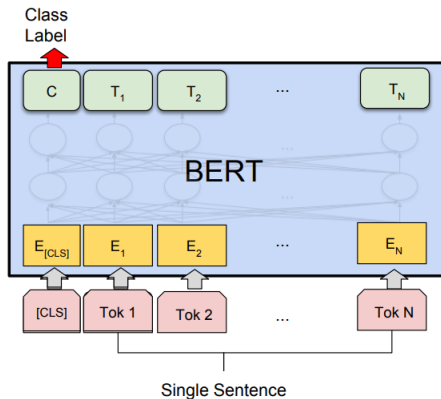 Class
Label
C T1 T2 ... TN
...
BERT
...
E[CLS] E1 E2 ... EN
[CLS] Tok 1 Tok 2 ... Tok N
Single Sentence